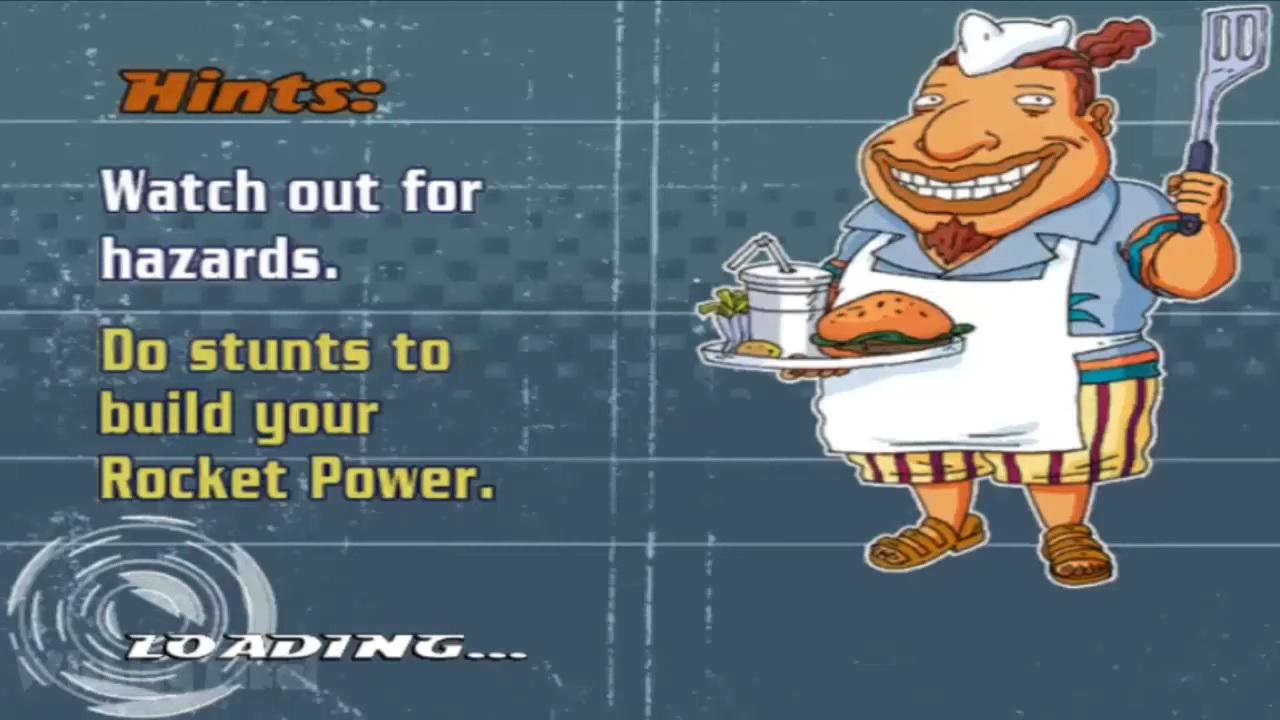 Hints:
Watch out for
hazards.
Do stunts to
build your
Rocket Power.
LOADING...